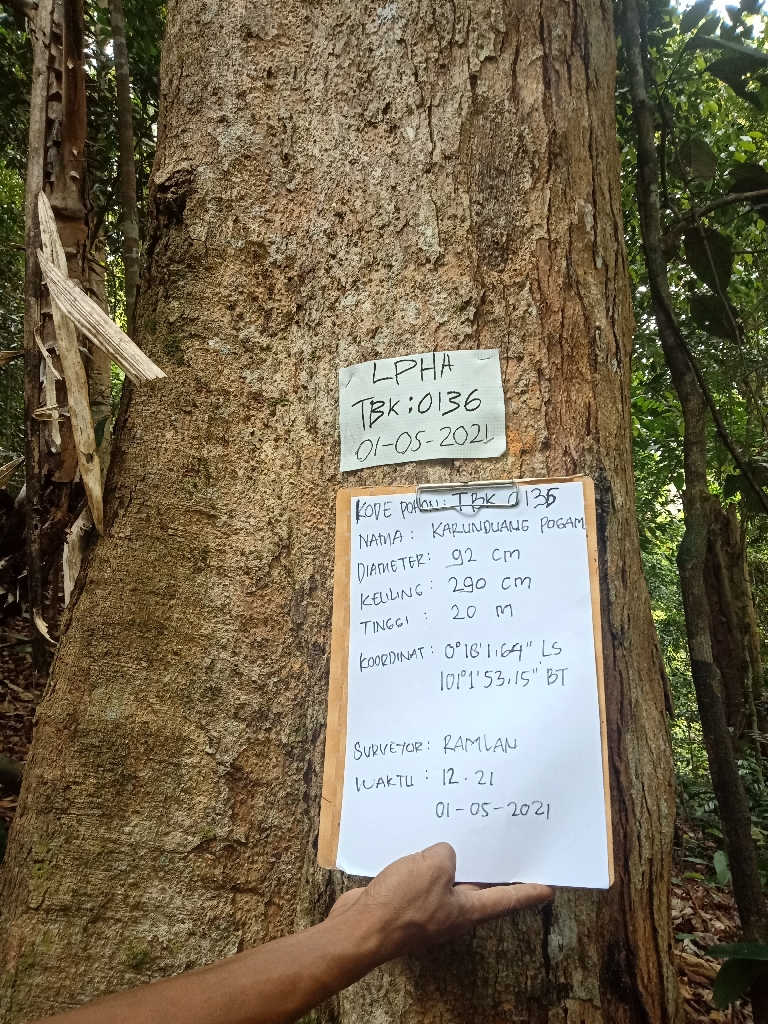 LPHA
TBK:0136
01-05-2021
KODE POHON: TBK 0136
NAMA: KARUNDUANG POGAM
DIAMETER: 92 cm
KELILING: 290 cm
TINGGI: 20 m
KOORDINAT: 0°18'1,64" LS
101°1'53,15" BT
SURVEYOR: RAMLAN
WAKTU: 12.21
01-05-2021